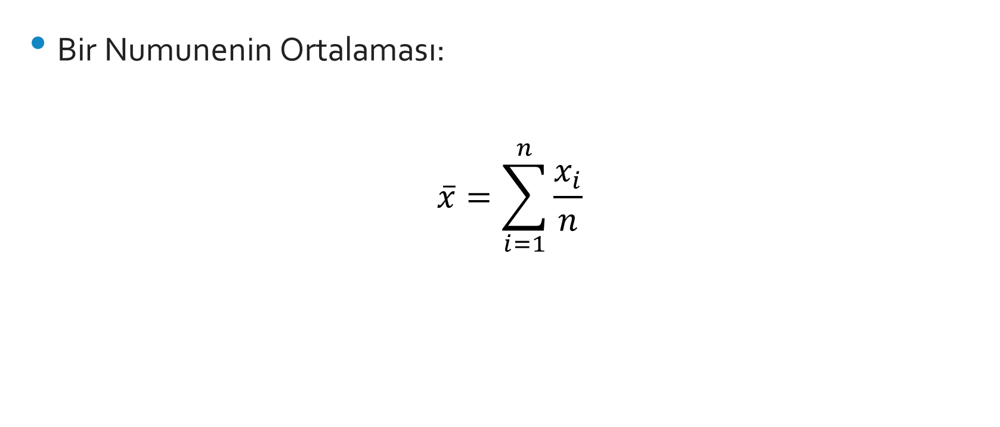 • Bir Numunenin Ortalaması:
x̄ = ∑_{i=1}^{n} x_i/n